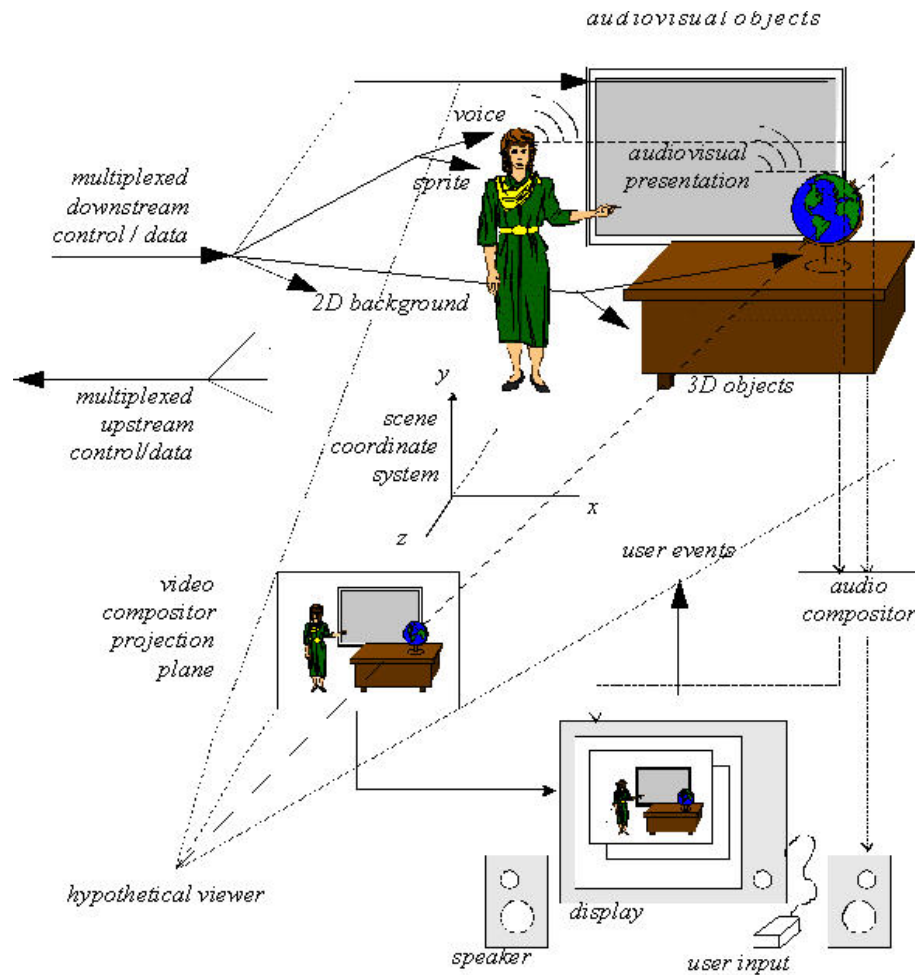 audiovisual objects
voice
sprite
audiovisual
presentation
multiplexed
downstream
control / data
2D background
3D objects
multiplexed
upstream
control/data
y
scene
coordinate
system
x
z
user events
video
compositor
projection
plane
audio
compositor
hypothetical viewer
display
speaker
user input